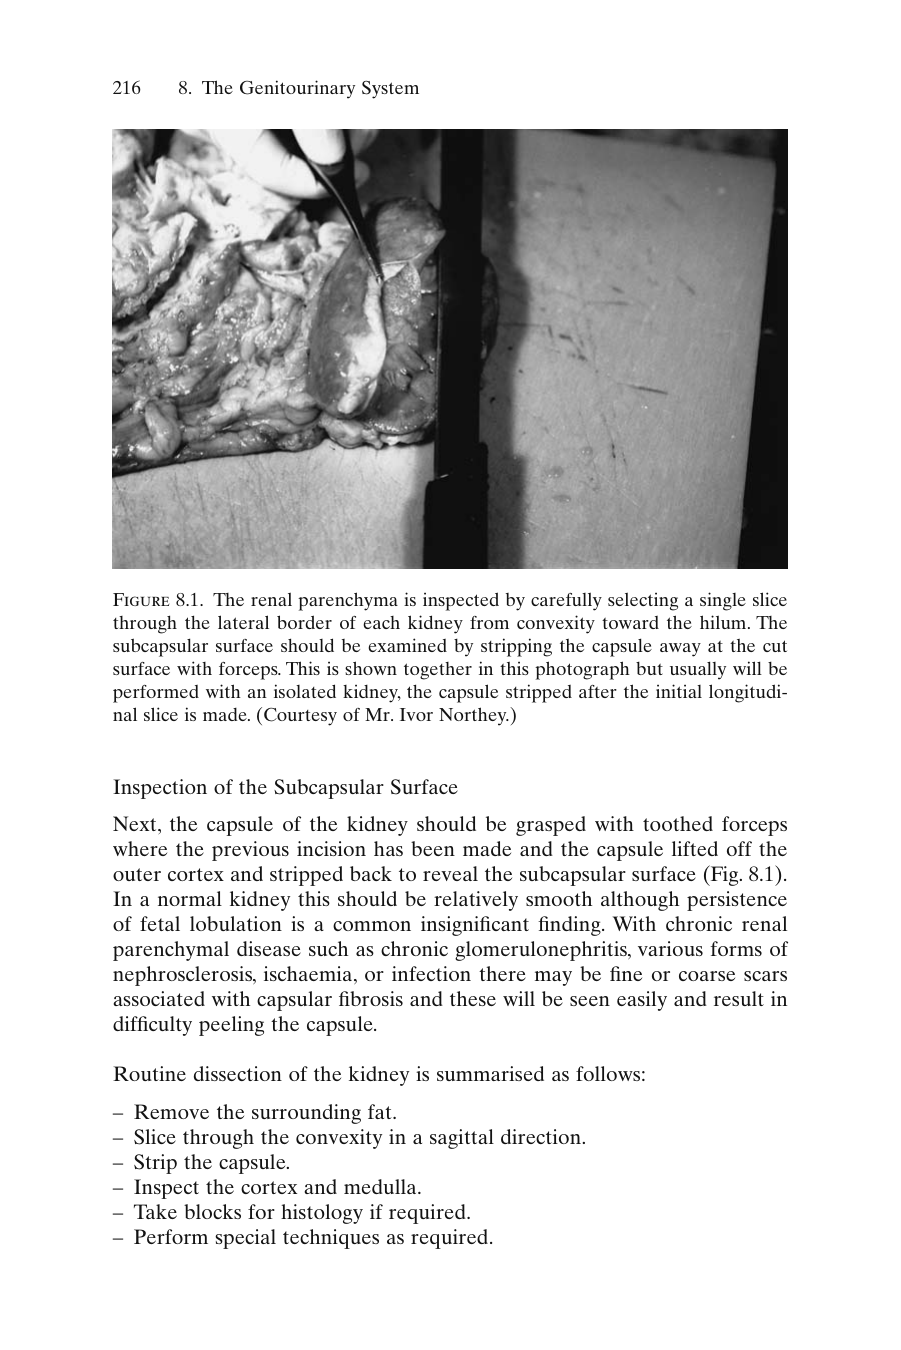 216 8. The Genitourinary System
FIGURE 8.1. The renal parenchyma is inspected by carefully selecting a single slice
through the lateral border of each kidney from convexity toward the hilum. The
subcapsular surface should be examined by stripping the capsule away at the cut
surface with forceps. This is shown together in this photograph but usually will be
performed with an isolated kidney, the capsule stripped after the initial longitudi-
nal slice is made. (Courtesy of Mr. Ivor Northey.)
Inspection of the Subcapsular Surface
Next, the capsule of the kidney should be grasped with toothed forceps
where the previous incision has been made and the capsule lifted off the
outer cortex and stripped back to reveal the subcapsular surface (Fig. 8.1).
In a normal kidney this should be relatively smooth although persistence
of fetal lobulation is a common insignificant finding. With chronic renal
parenchymal disease such as chronic glomerulonephritis, various forms of
nephrosclerosis, ischaemia, or infection there may be fine or coarse scars
associated with capsular fibrosis and these will be seen easily and result in
difficulty peeling the capsule.
Routine dissection of the kidney is summarised as follows:
– Remove the surrounding fat.
– Slice through the convexity in a sagittal direction.
– Strip the capsule.
– Inspect the cortex and medulla.
– Take blocks for histology if required.
– Perform special techniques as required.